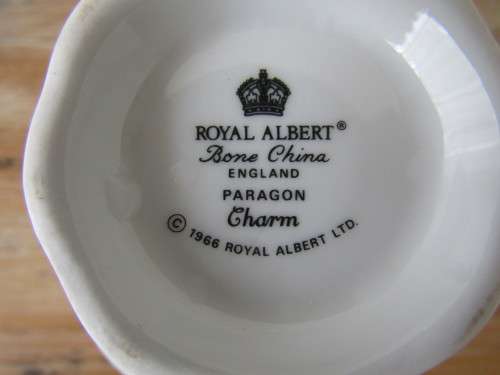 ROYAL ALBERT®
Bone China
ENGLAND
PARAGON
Charm
© 1966 ROYAL ALBERT LTD.